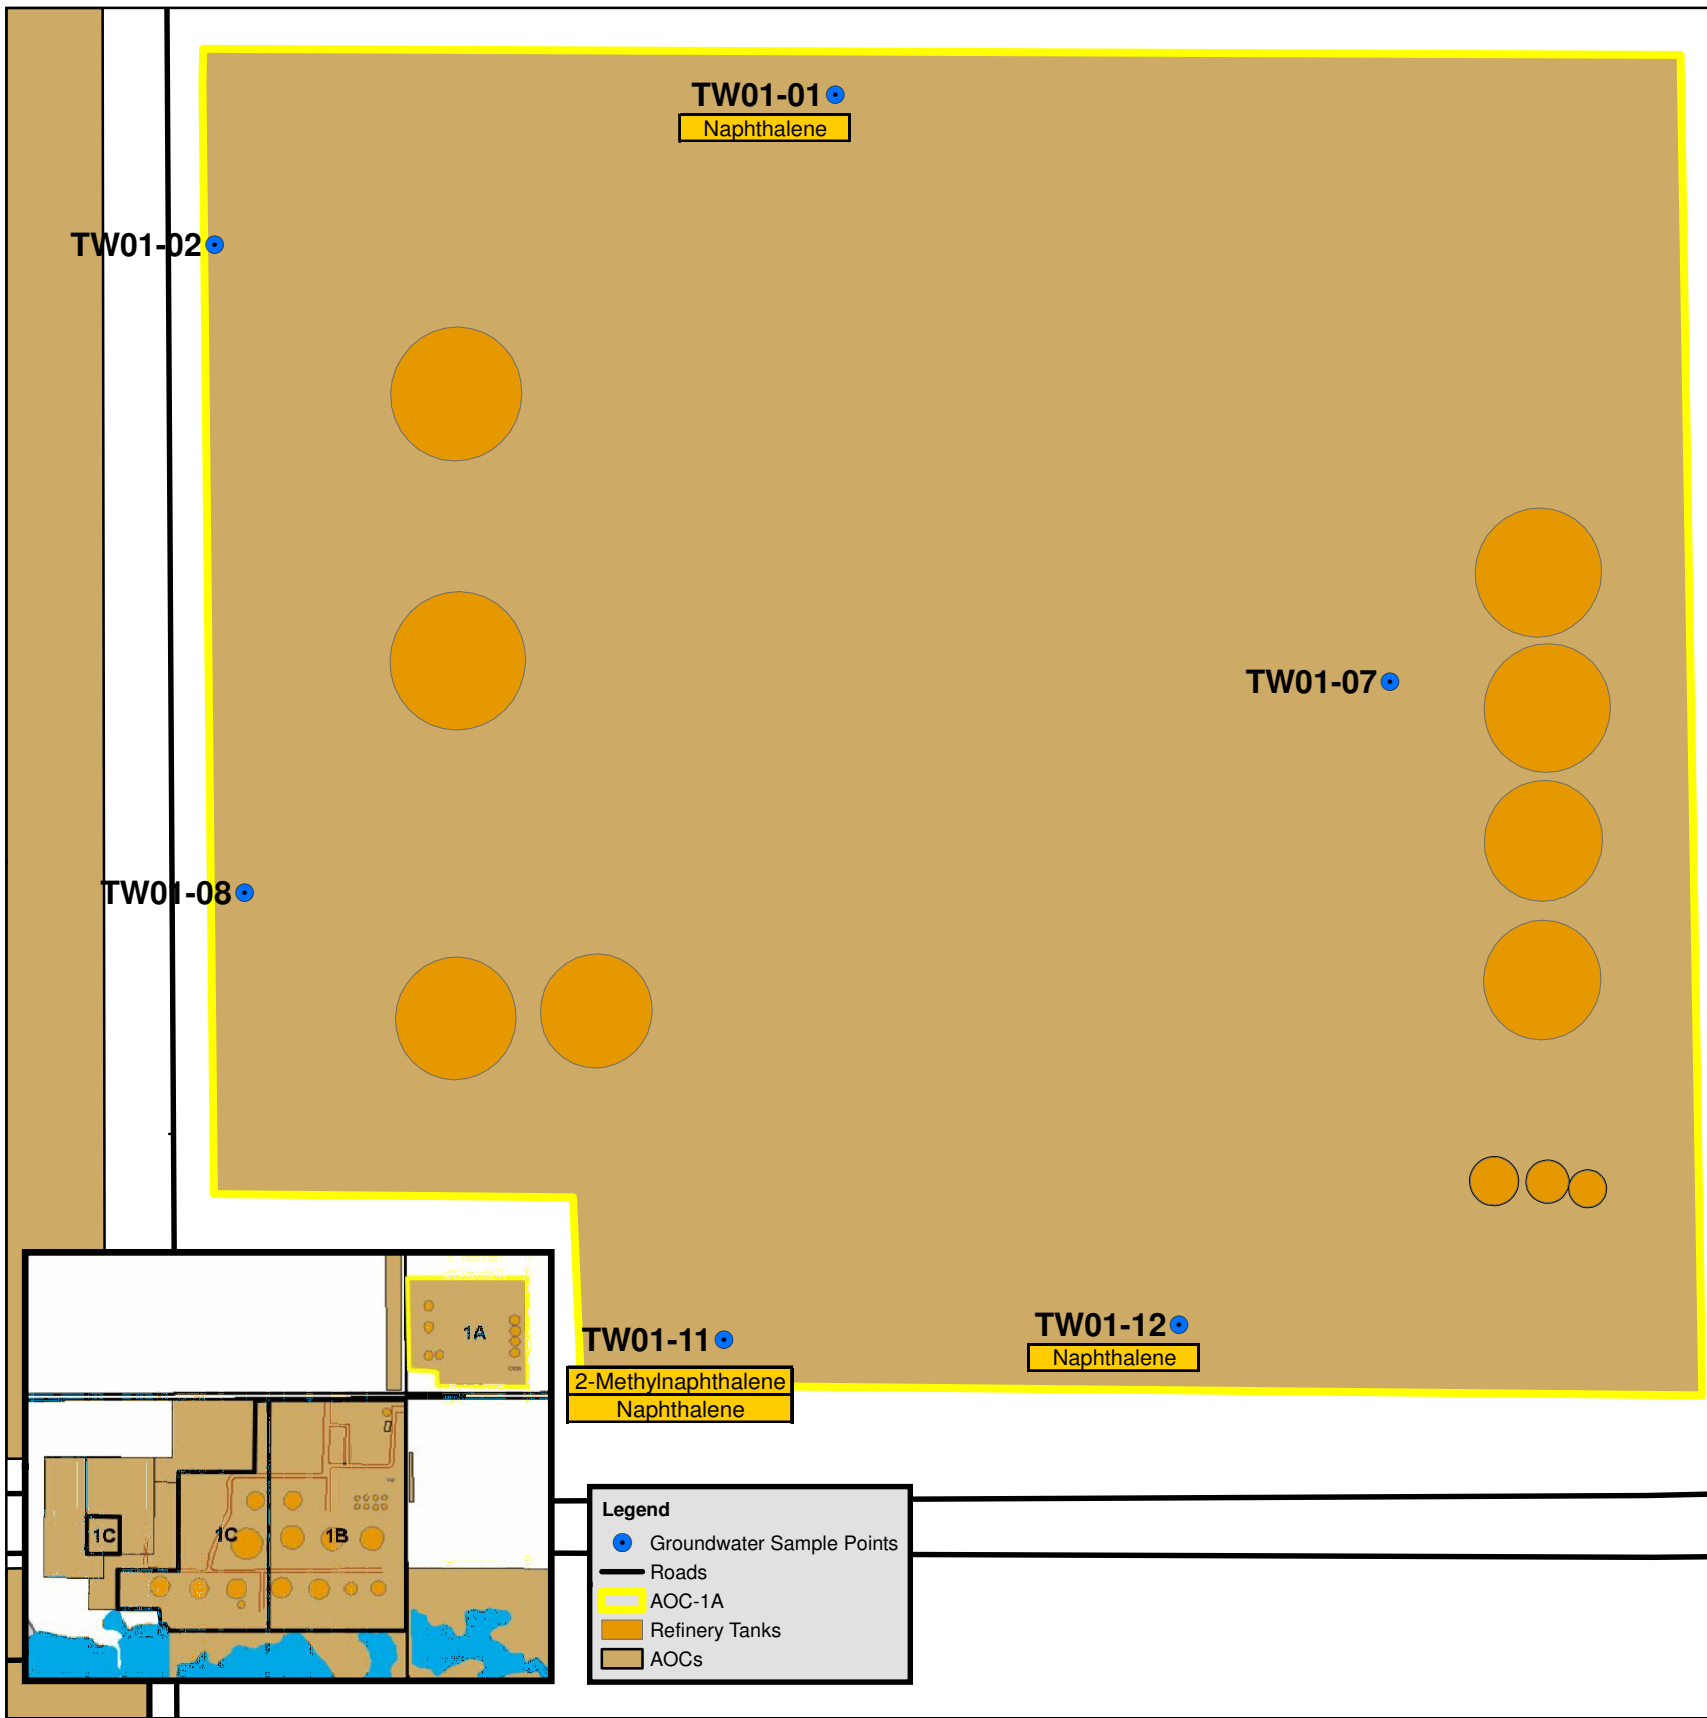 TW01-01
Naphthalene
TW01-02
TW01-07
TW01-08
TW01-11
2-Methylnaphthalene
Naphthalene
TW01-12
Naphthalene
1A
1C
1C
1B
Legend
Groundwater Sample Points
Roads
AOC-1A
Refinery Tanks
AOCs